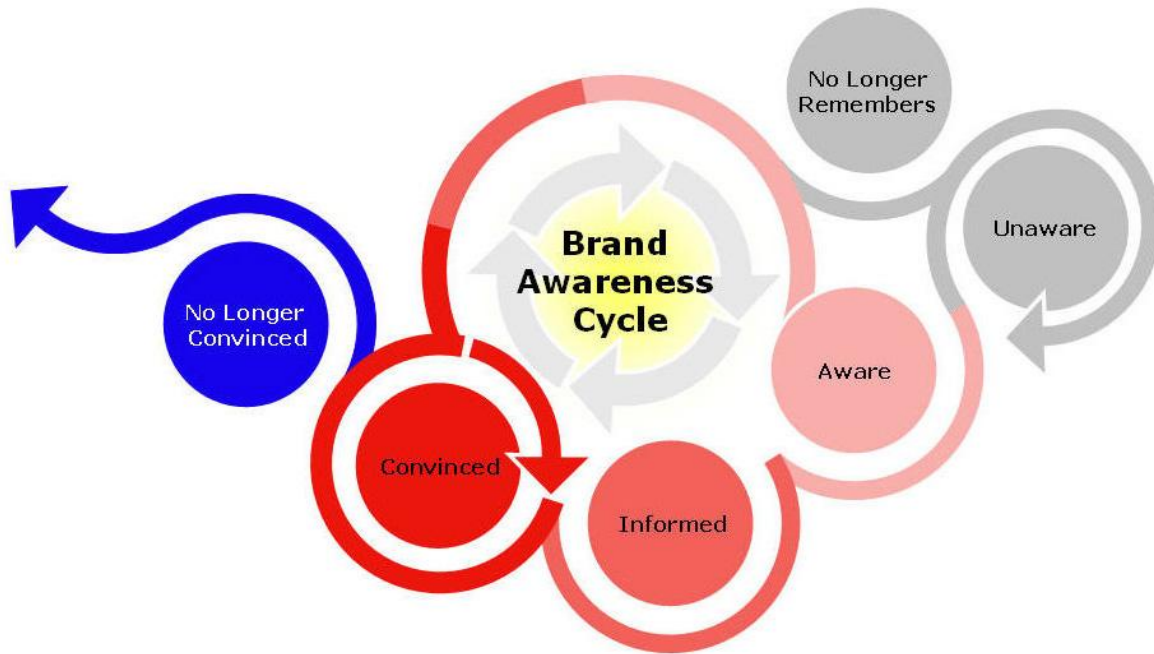 No Longer
Remembers
Unaware
Brand
Awareness
Cycle
No Longer
Convinced
Aware
Convinced
Informed